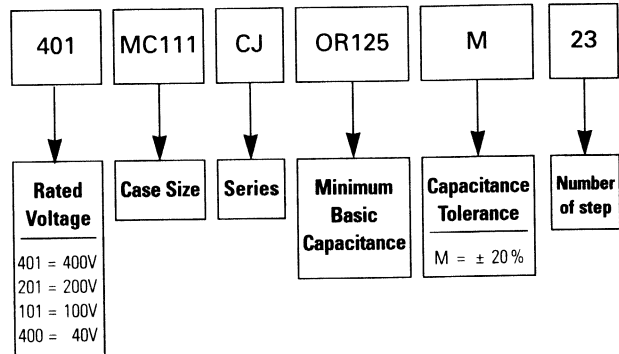 401 MC111 CJ OR125 M 23
Rated
Voltage
401 = 400V
201 = 200V
101 = 100V
400 = 40V
Case Size
Series
Minimum
Basic
Capacitance
Capacitance
Tolerance
M = ± 20%
Number
of step